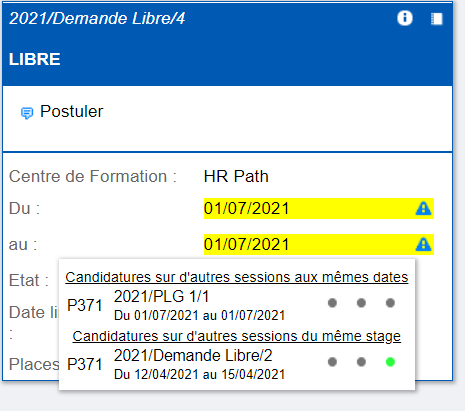 2021/Demande Libre/4
LIBRE
Postuler
Centre de Formation : HR Path
Du : 01/07/2021
au : 01/07/2021
Etat :
Candidatures sur d'autres sessions aux mêmes dates
P371 2021/PLG 1/1
Du 01/07/2021 au 01/07/2021
Date li
:
Candidatures sur d'autres sessions du même stage
Places
P371 2021/Demande Libre/2
Du 12/04/2021 au 15/04/2021